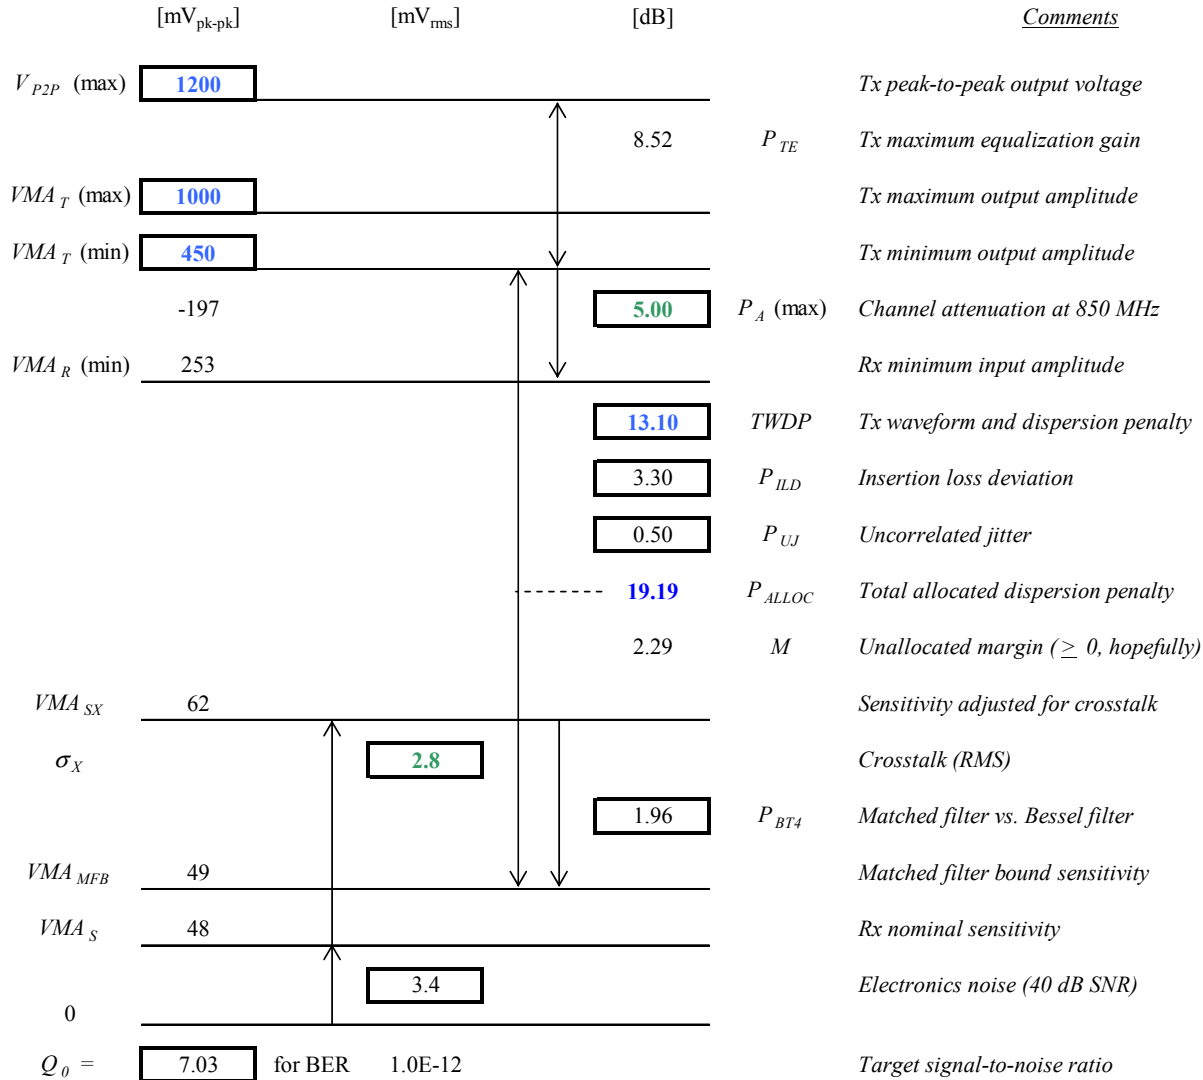 [mVpk-pk] [mVrms] [dB] Comments
VP2P (max) 1200 Tx peak-to-peak output voltage
8.52 PTE Tx maximum equalization gain
VMAT (max) 1000 Tx maximum output amplitude
VMAT (min) 450 Tx minimum output amplitude
-197 5.00 PA (max) Channel attenuation at 850 MHz
VMAR (min) 253 Rx minimum input amplitude
13.10 TWDP Tx waveform and dispersion penalty
3.30 PILD Insertion loss deviation
0.50 PUJ Uncorrelated jitter
19.19 PALLOC Total allocated dispersion penalty
2.29 M Unallocated margin (≥ 0, hopefully)
VMASX 62 Sensitivity adjusted for crosstalk
σX 2.8 Crosstalk (RMS)
1.96 PBT4 Matched filter vs. Bessel filter
VMAMFB 49 Matched filter bound sensitivity
VMAS 48 Rx nominal sensitivity
3.4 Electronics noise (40 dB SNR)
0
Q0 = 7.03 for BER 1.0E-12 Target signal-to-noise ratio